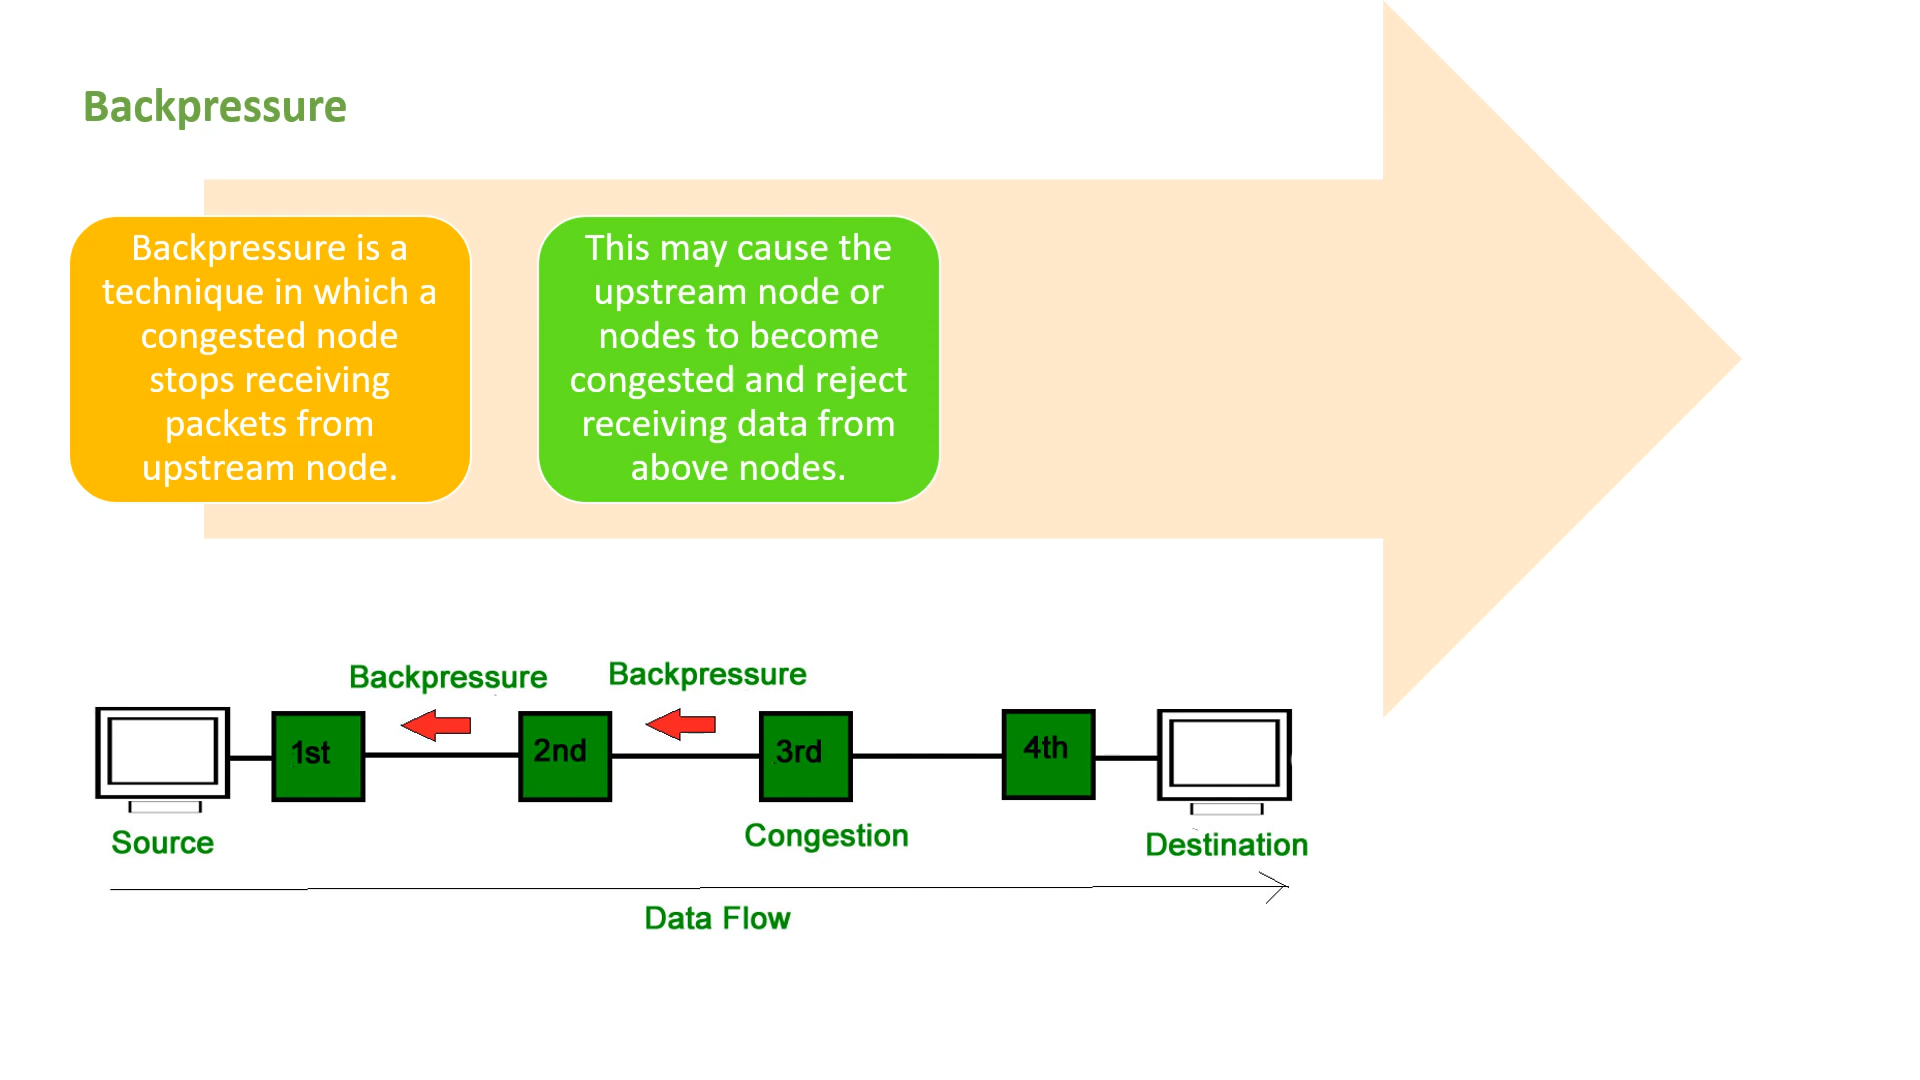 Backpressure
Backpressure is a
technique in which a
congested node
stops receiving
packets from
upstream node.
This may cause the
upstream node or
nodes to become
congested and reject
receiving data from
above nodes.
Backpressure
Backpressure
1st
2nd
3rd
4th
Source
Congestion
Destination
Data Flow